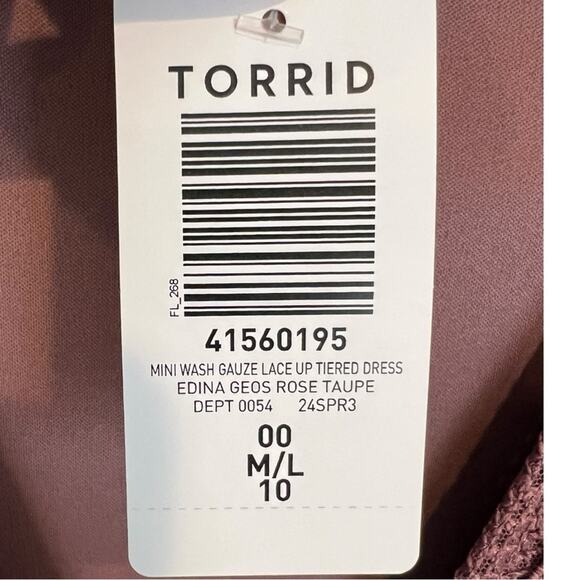 TORRID
FL_268
41560195
MINI WASH GAUZE LACE UP TIERED DRESS
EDINA GEOS ROSE TAUPE
DEPT 0054 24SPR3
00
M/L
10